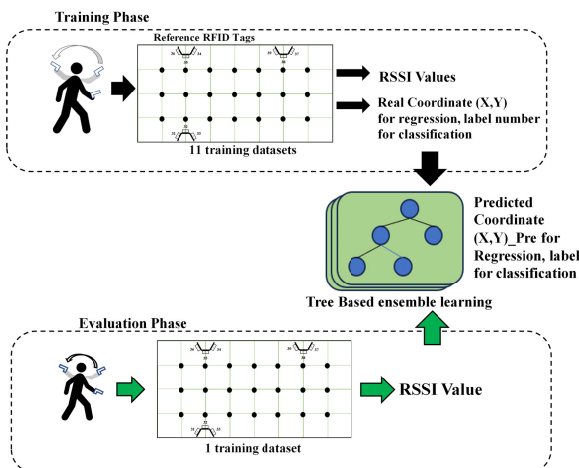 Training Phase
Reference RFID Tags
RSSI Values
Real Coordinate (X,Y)
for regression, label number
for classification
11 training datasets
Predicted
Coordinate
(X,Y)_Pre for
Regression, label
for classification
Tree Based ensemble learning
Evaluation Phase
RSSI Value
1 training dataset